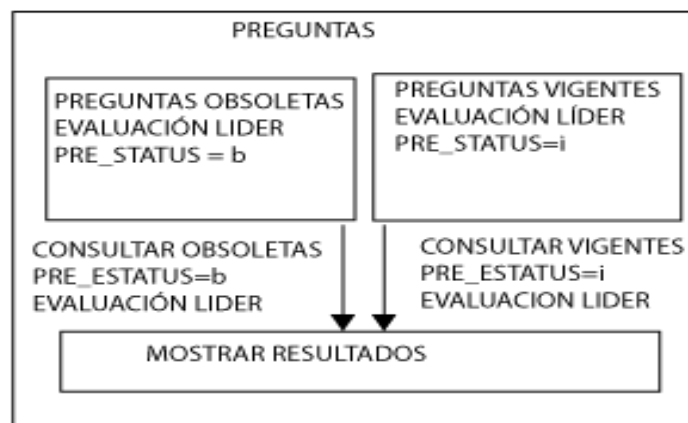 PREGUNTAS
PREGUNTAS OBSOLETAS
EVALUACIÓN LIDER
PRE_STATUS = b
PREGUNTAS VIGENTES
EVALUACIÓN LÍDER
PRE_STATUS=i
CONSULTAR OBSOLETAS
PRE_ESTATUS=b
EVALUACIÓN LIDER
CONSULTAR VIGENTES
PRE_ESTATUS=i
EVALUACION LIDER
MOSTRAR RESULTADOS